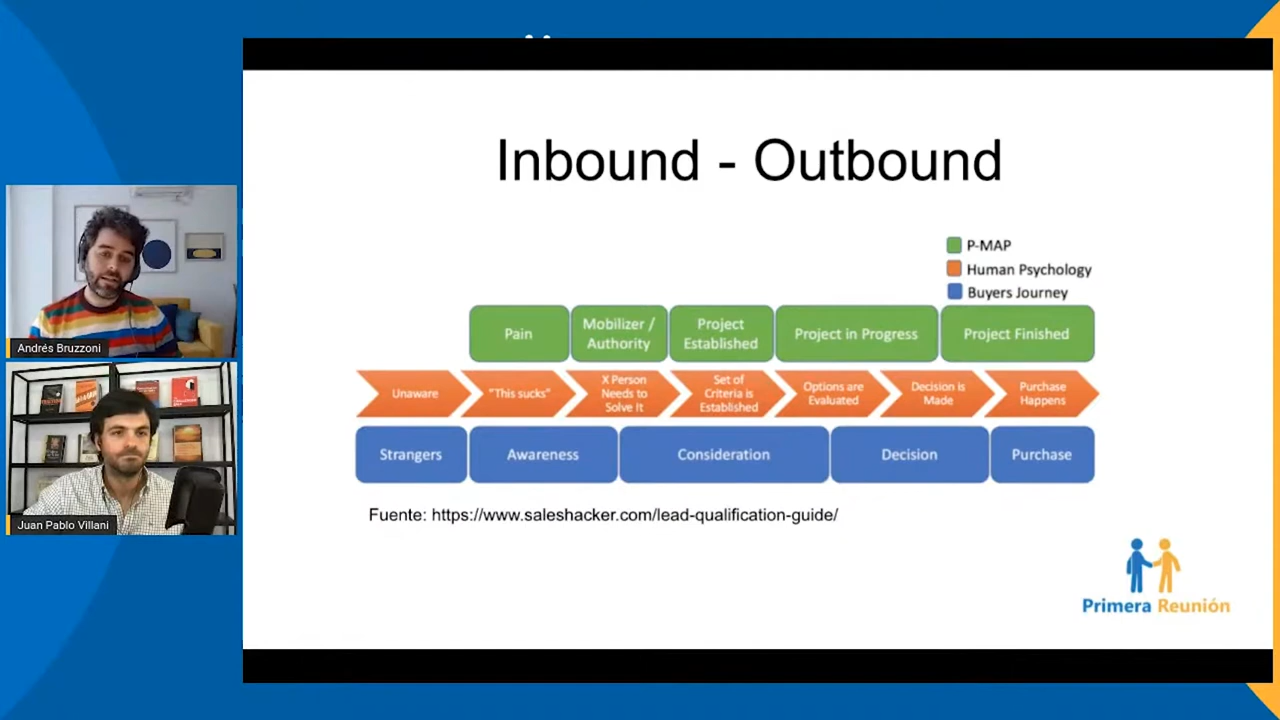 Inbound - Outbound
P-MAP
Human Psychology
Buyers Journey
Pain
Mobilizer /
Authority
Project
Established
Project in Progress
Project Finished
Unaware
"This sucks"
X Person
Needs to
Solve It
Set of
Criteria is
Established
Options are
Evaluated
Decision is
Made
Purchase
Happens
Strangers
Awareness
Consideration
Decision
Purchase
Fuente: https://www.saleshacker.com/lead-qualification-guide/
Primera Reunión
Andrés Bruzzoni
Juan Pablo Villani